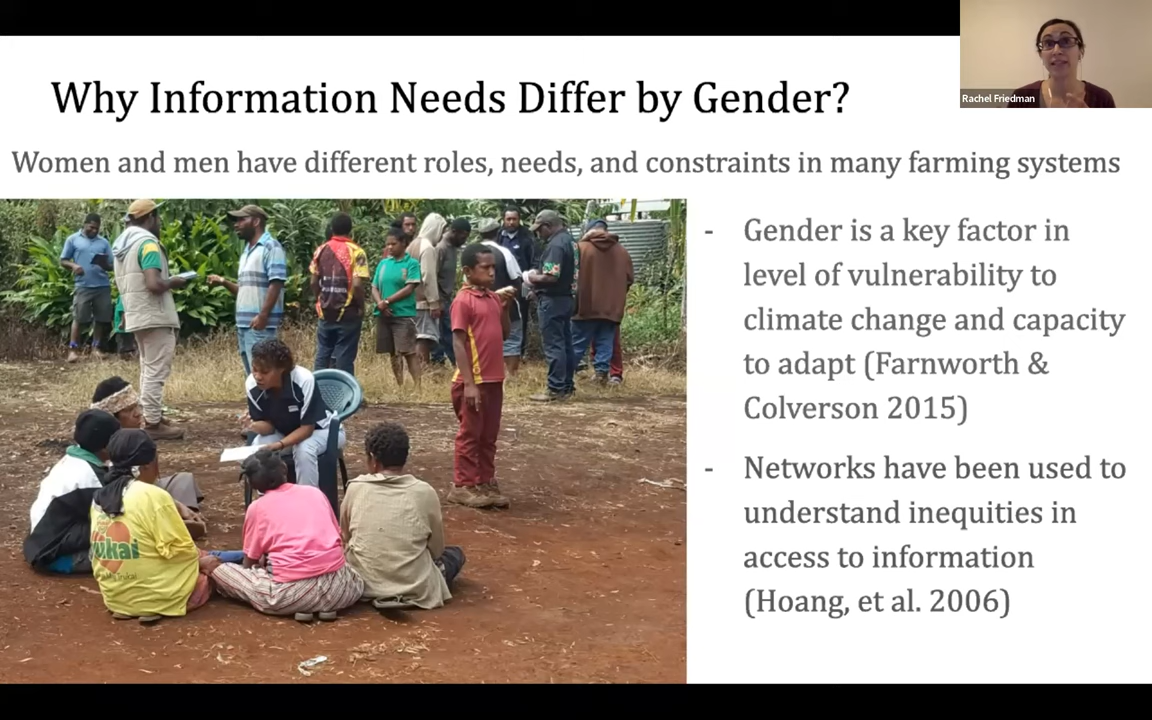 Rachel Friedman
Why Information Needs Differ by Gender?
Women and men have different roles, needs, and constraints in many farming systems
- Gender is a key factor in
level of vulnerability to
climate change and capacity
to adapt (Farnworth &
Colverson 2015)
- Networks have been used to
understand inequities in
access to information
(Hoang, et al. 2006)